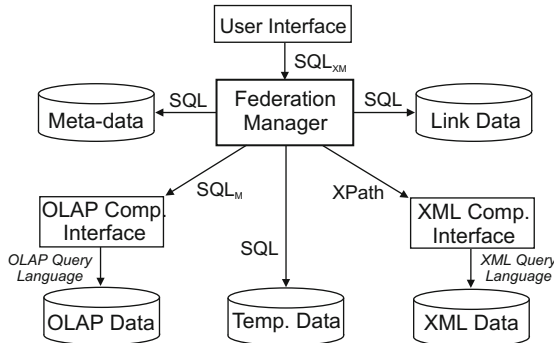 User Interface
SQLXM
SQL
Federation
Manager
SQL
Meta-data
Link Data
SQLM
XPath
OLAP Comp.
Interface
SQL
XML Comp.
Interface
OLAP Query
Language
XML Query
Language
OLAP Data
Temp. Data
XML Data